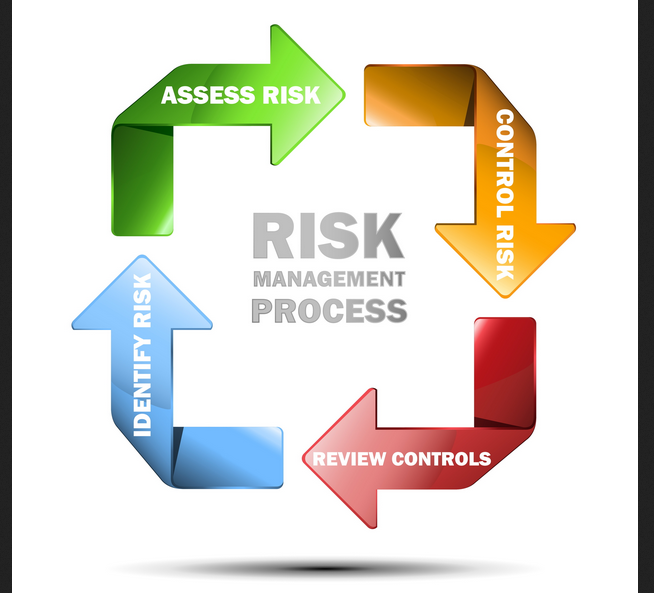 ASSESS RISK
CONTROL RISK
RISK
MANAGEMENT
PROCESS
IDENTIFY RISK
REVIEW CONTROLS